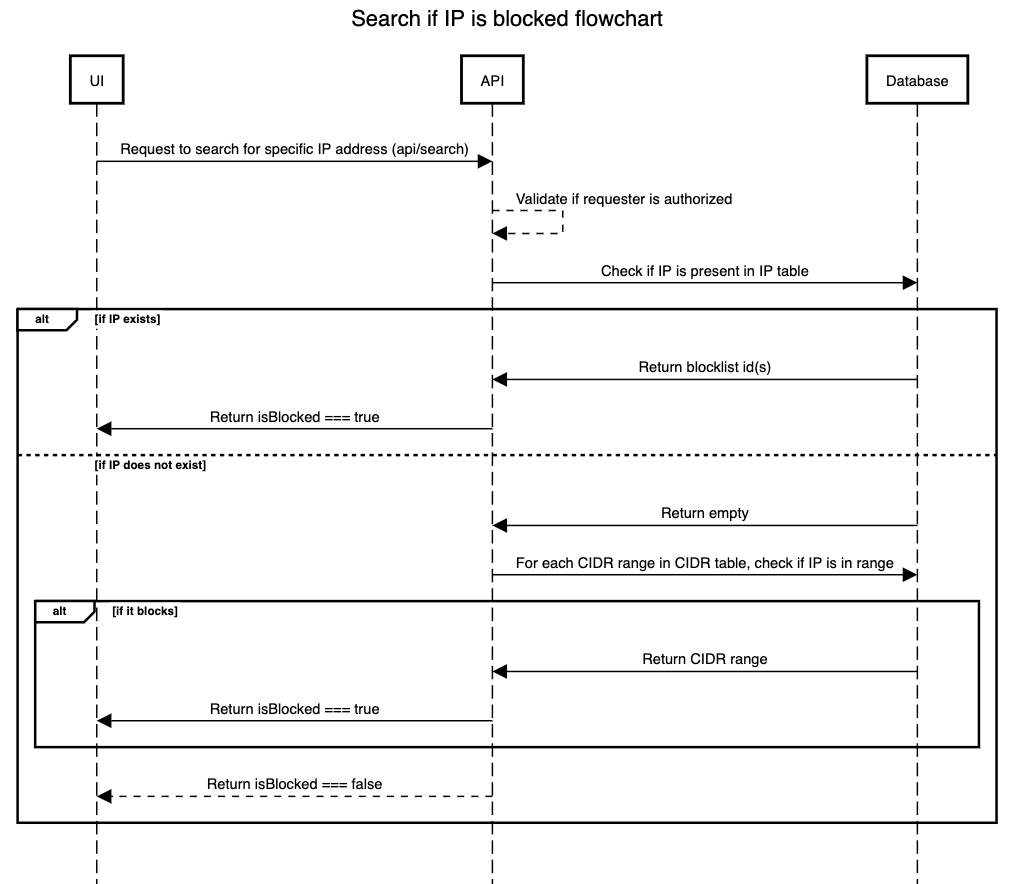 Search if IP is blocked flowchart
UI
API
Database
Request to search for specific IP address (api/search)
Validate if requester is authorized
Check if IP is present in IP table
alt
[if IP exists]
Return blocklist id(s)
Return isBlocked === true
[if IP does not exist]
Return empty
For each CIDR range in CIDR table, check if IP is in range
alt
[if it blocks]
Return CIDR range
Return isBlocked === true
Return isBlocked === false